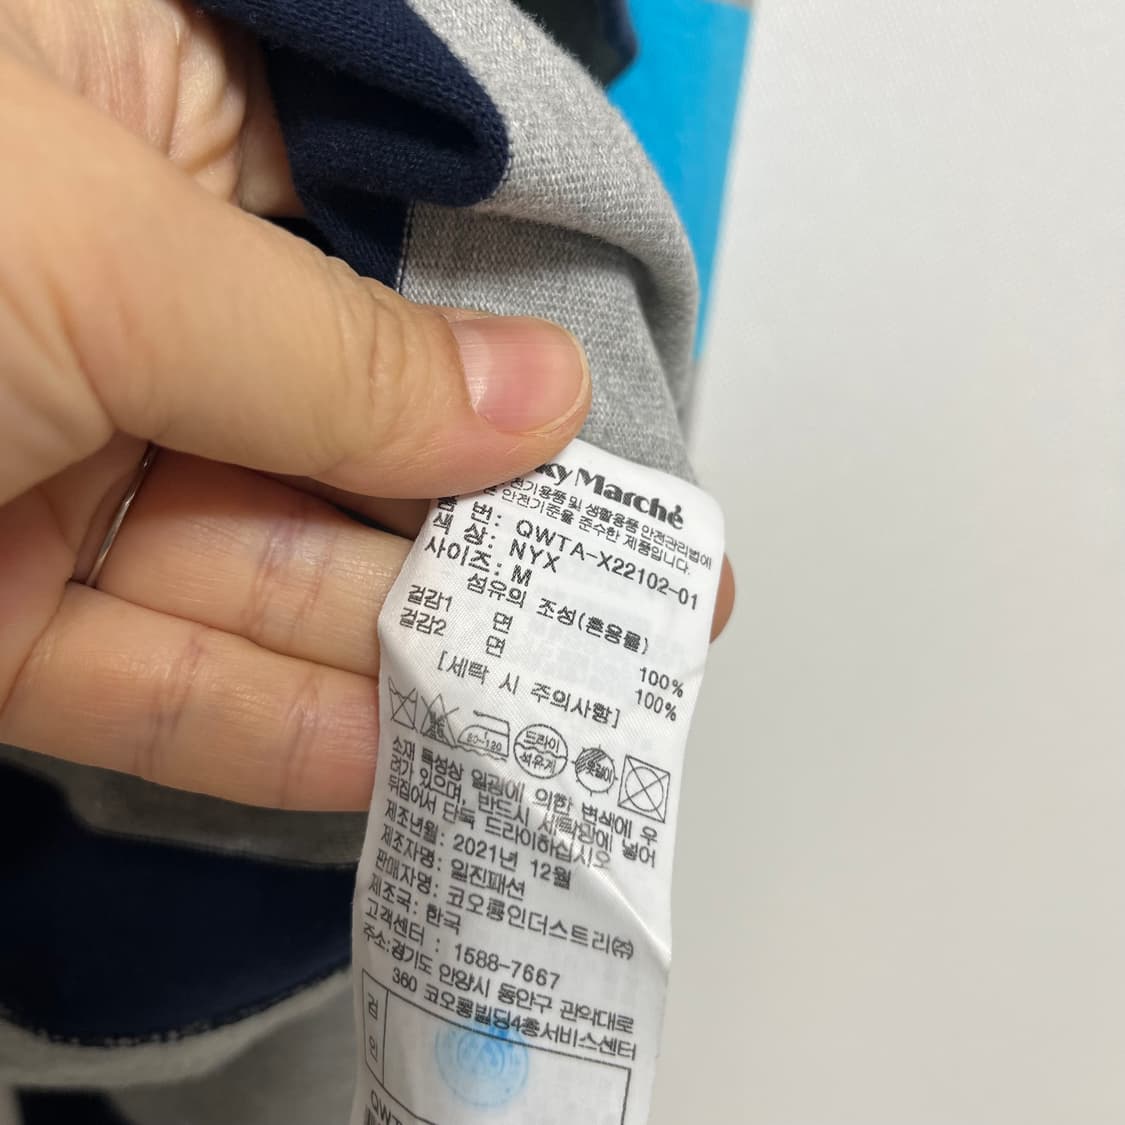 ky Marché
전기용품 및 생활용품 안전관리법에
안전기준을 준수한 제품입니다.
번: QWTA-X22102-01
색 상: NYX
사이즈: M
섬유의 조성(혼용률)
겉감1 면 100%
겉감2 면 100%
[세탁 시 주의사항]
80~120
드라이
석유계
옷걸이
소재 특성상 일광에 의한 변색에 우
려가 있으며, 반드시 세탁망에 넣어
뒤집어서 단독 드라이하십시오
제조년월: 2021년 12월
제조자명: 일진패션
판매자명: 코오롱인더스트리㈜
제조국: 한국
고객센터 : 1588-7667
주소:경기도 안양시 동안구 관악대로
360 코오롱빌딩4층서비스센터
검 인
QWT